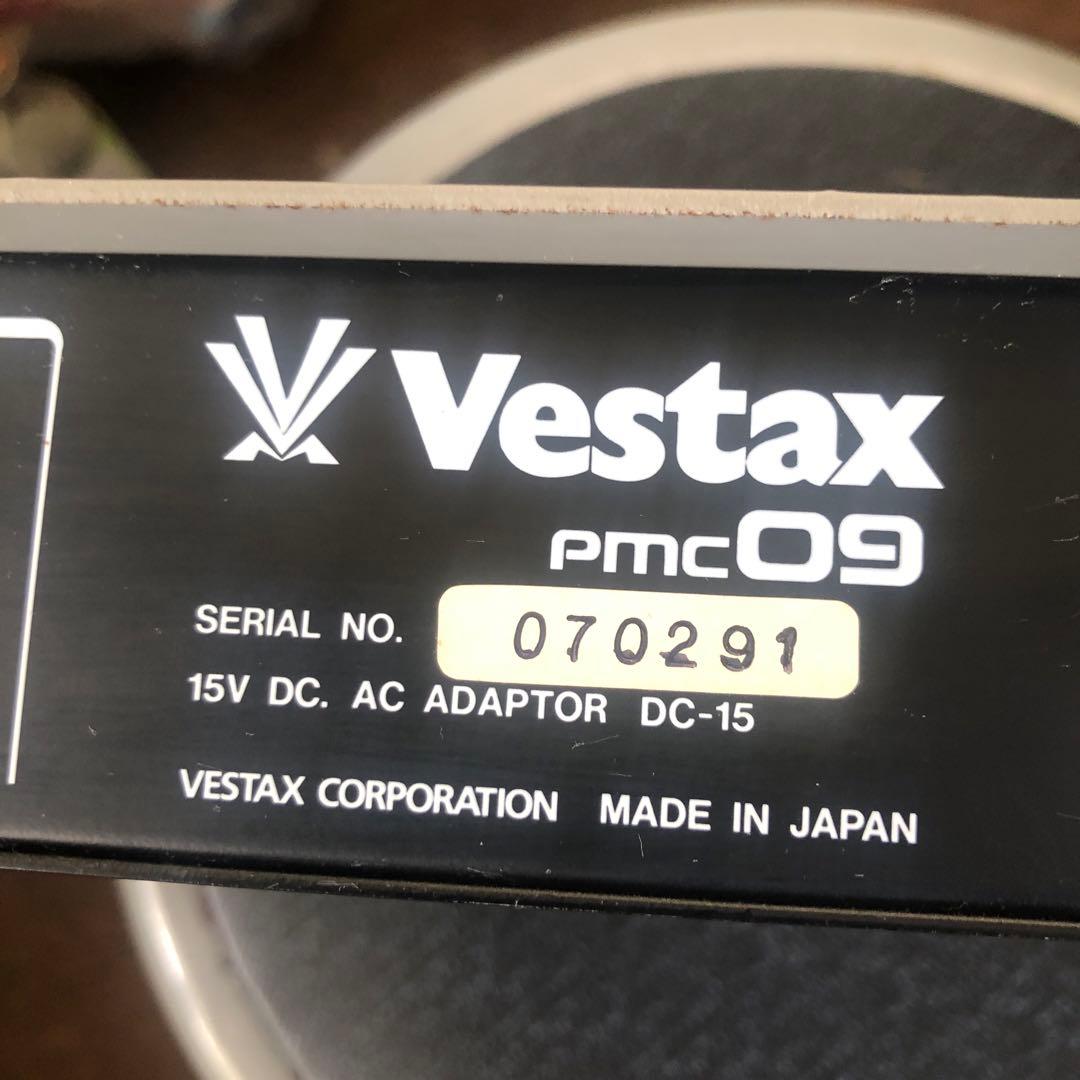 Vestax
PMC09
SERIAL NO. 070291
15V DC. AC ADAPTOR DC-15
VESTAX CORPORATION MADE IN JAPAN